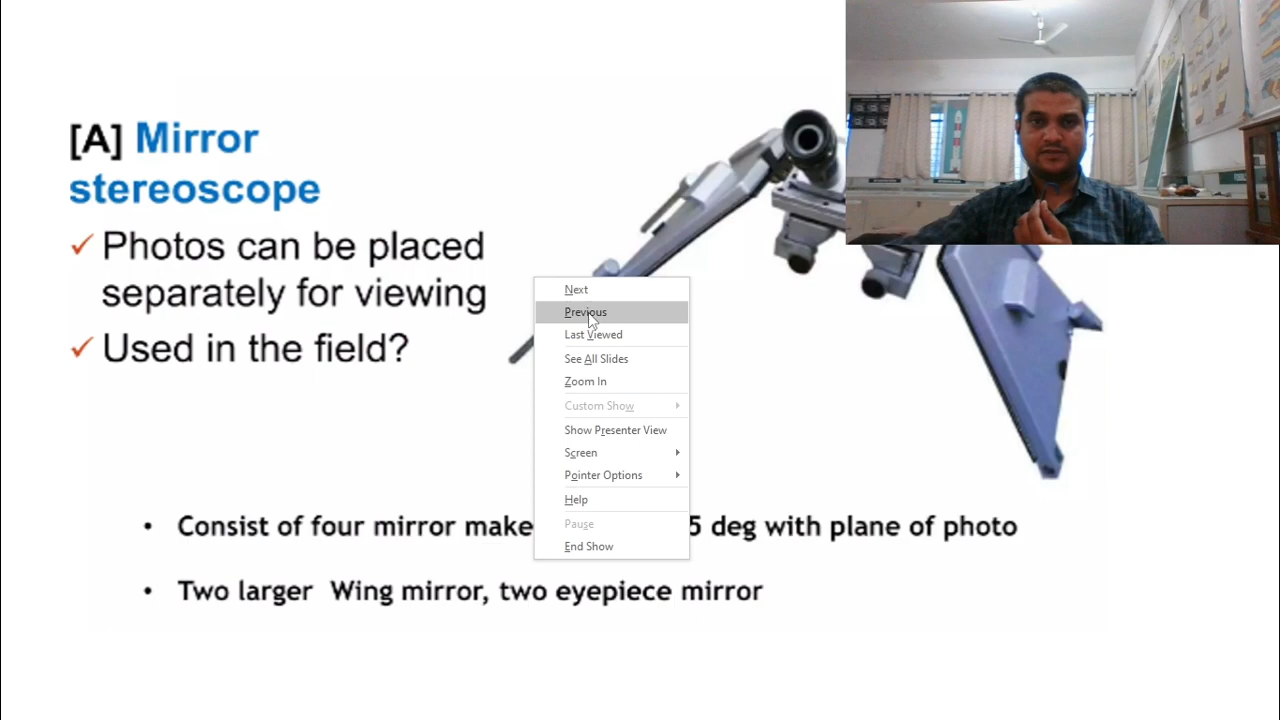 [A] Mirror
stereoscope
Photos can be placed
separately for viewing
Used in the field?
Next
Previous
Last Viewed
See All Slides
Zoom In
Custom Show
Show Presenter View
Screen
Pointer Options
Help
Pause
End Show
• Consist of four mirror make 5 deg with plane of photo
• Two larger Wing mirror, two eyepiece mirror